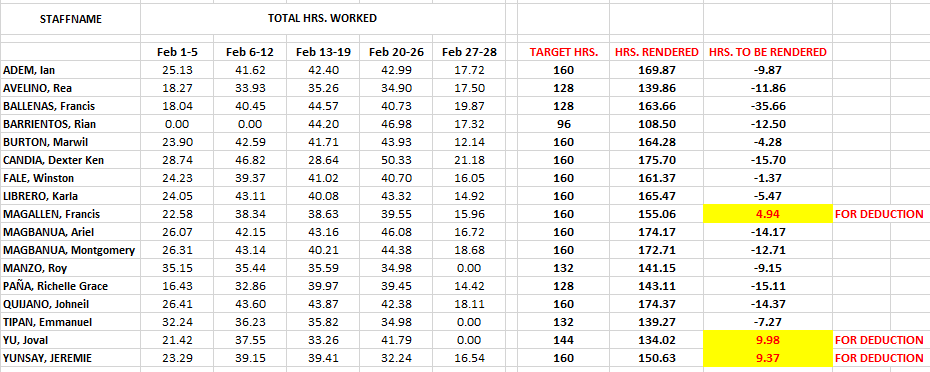 STAFFNAME TOTAL HRS. WORKED
Feb 1-5 Feb 6-12 Feb 13-19 Feb 20-26 Feb 27-28 TARGET HRS. HRS. RENDERED HRS. TO BE RENDERED
ADEM, Ian 25.13 41.62 42.40 42.99 17.72 160 169.87 -9.87
AVELINO, Rea 18.27 33.93 35.26 34.90 17.50 128 139.86 -11.86
BALLENAS, Francis 18.04 40.45 44.57 40.73 19.87 128 163.66 -35.66
BARRIENTOS, Rian 0.00 0.00 44.20 46.98 17.32 96 108.50 -12.50
BURTON, Marwil 23.90 42.59 41.71 43.93 12.14 160 164.28 -4.28
CANDIA, Dexter Ken 28.74 46.82 28.64 50.33 21.18 160 175.70 -15.70
FALE, Winston 24.23 39.37 41.02 40.70 16.05 160 161.37 -1.37
LIBRERO, Karla 24.05 43.11 40.08 43.32 14.92 160 165.47 -5.47
MAGALLEN, Francis 22.58 38.34 38.63 39.55 15.96 160 155.06 4.94 FOR DEDUCTION
MAGBANUA, Ariel 26.07 42.15 43.16 46.08 16.72 160 174.17 -14.17
MAGBANUA, Montgomery 26.31 43.14 40.21 44.38 18.68 160 172.71 -12.71
MANZO, Roy 35.15 35.44 35.59 34.98 0.00 132 141.15 -9.15
PAÑA, Richelle Grace 16.43 32.86 39.97 39.45 14.42 128 143.11 -15.11
QUIJANO, Johneil 26.41 43.60 43.87 42.38 18.11 160 174.37 -14.37
TIPAN, Emmanuel 32.24 36.23 35.82 34.98 0.00 132 139.27 -7.27
YU, Joval 21.42 37.55 33.26 41.79 0.00 144 134.02 9.98 FOR DEDUCTION
YUNSAY, JEREMIE 23.29 39.15 39.41 32.24 16.54 160 150.63 9.37 FOR DEDUCTION